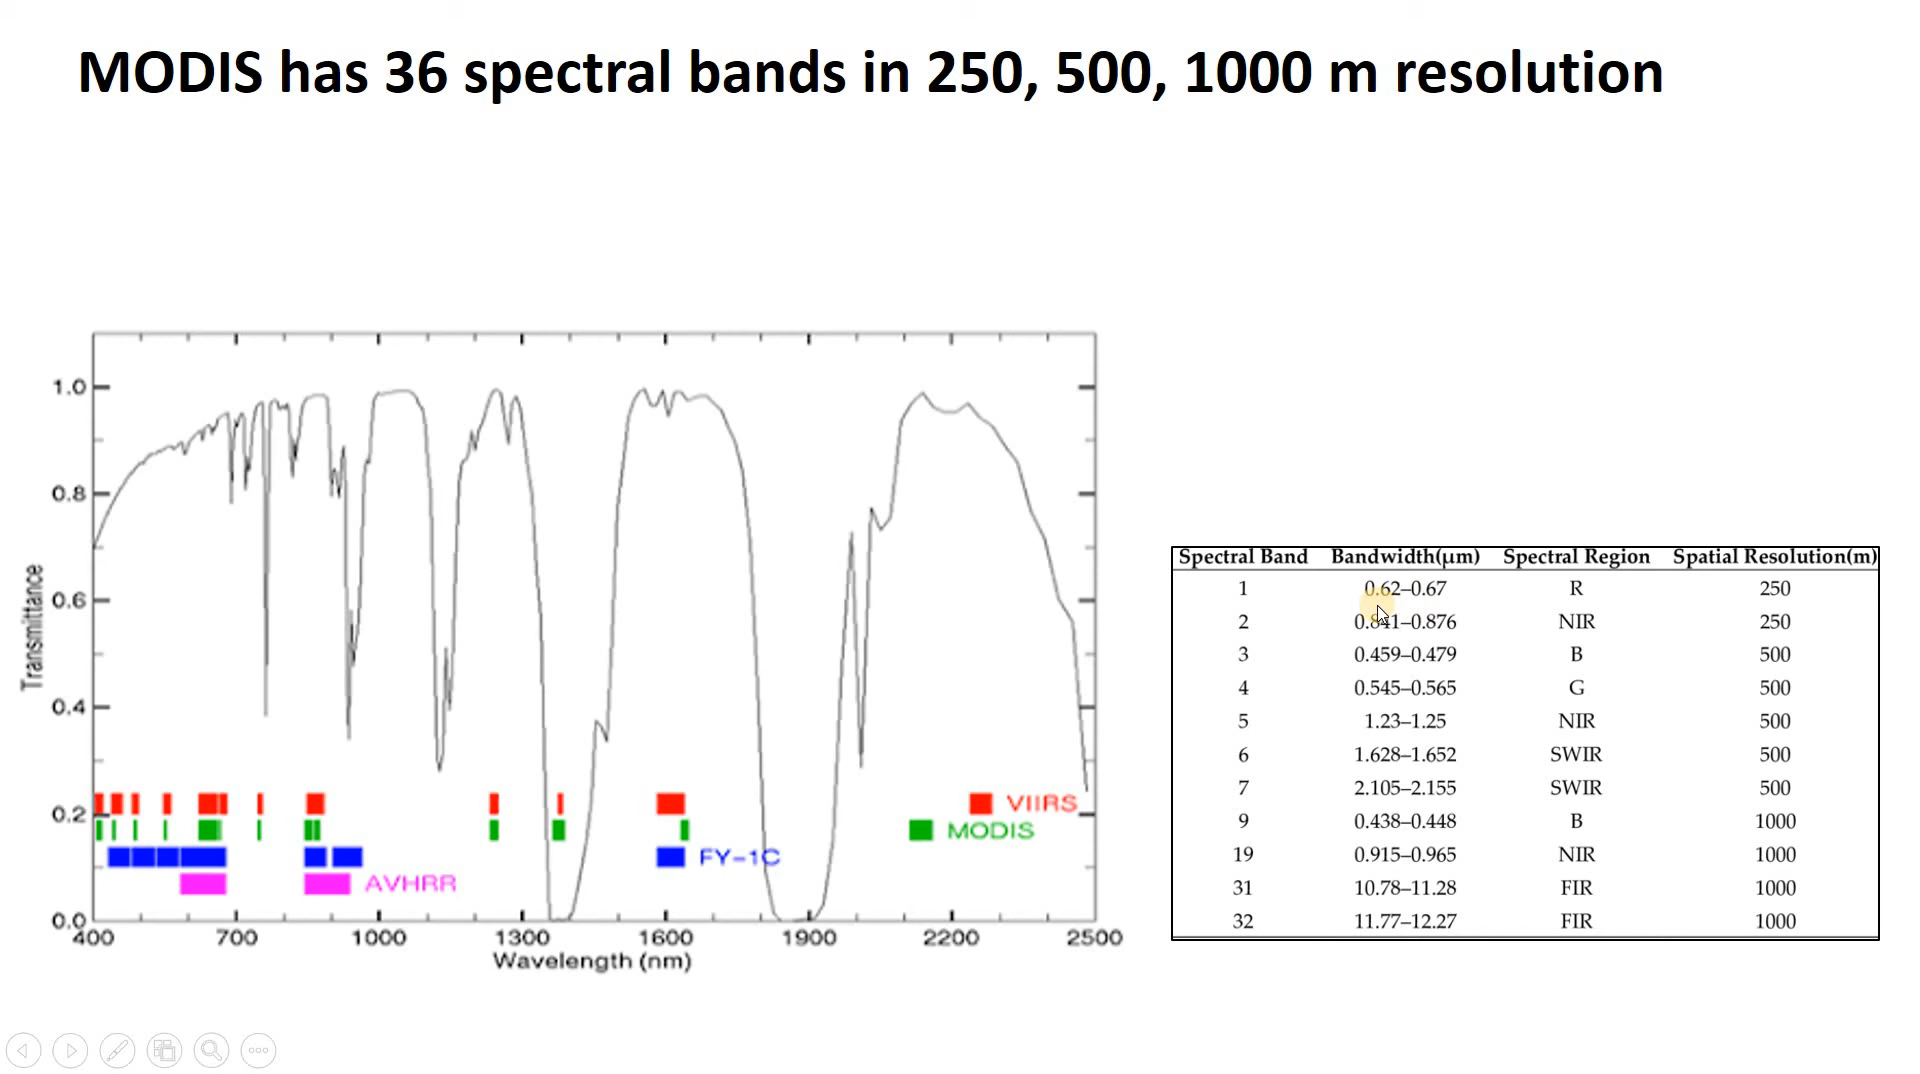 MODIS has 36 spectral bands in 250, 500, 1000 m resolution
Transmittance
1.0
0.8
0.6
0.4
0.2
0.0
VIIRS
MODIS
FY-1C
AVHRR
400 700 1000 1300 1600 1900 2200 2500
Wavelength (nm)
Spectral Band Bandwidth(μm) Spectral Region Spatial Resolution(m)
1 0.62–0.67 R 250
2 0.841–0.876 NIR 250
3 0.459–0.479 B 500
4 0.545–0.565 G 500
5 1.23–1.25 NIR 500
6 1.628–1.652 SWIR 500
7 2.105–2.155 SWIR 500
9 0.438–0.448 B 1000
19 0.915–0.965 NIR 1000
31 10.78–11.28 FIR 1000
32 11.77–12.27 FIR 1000